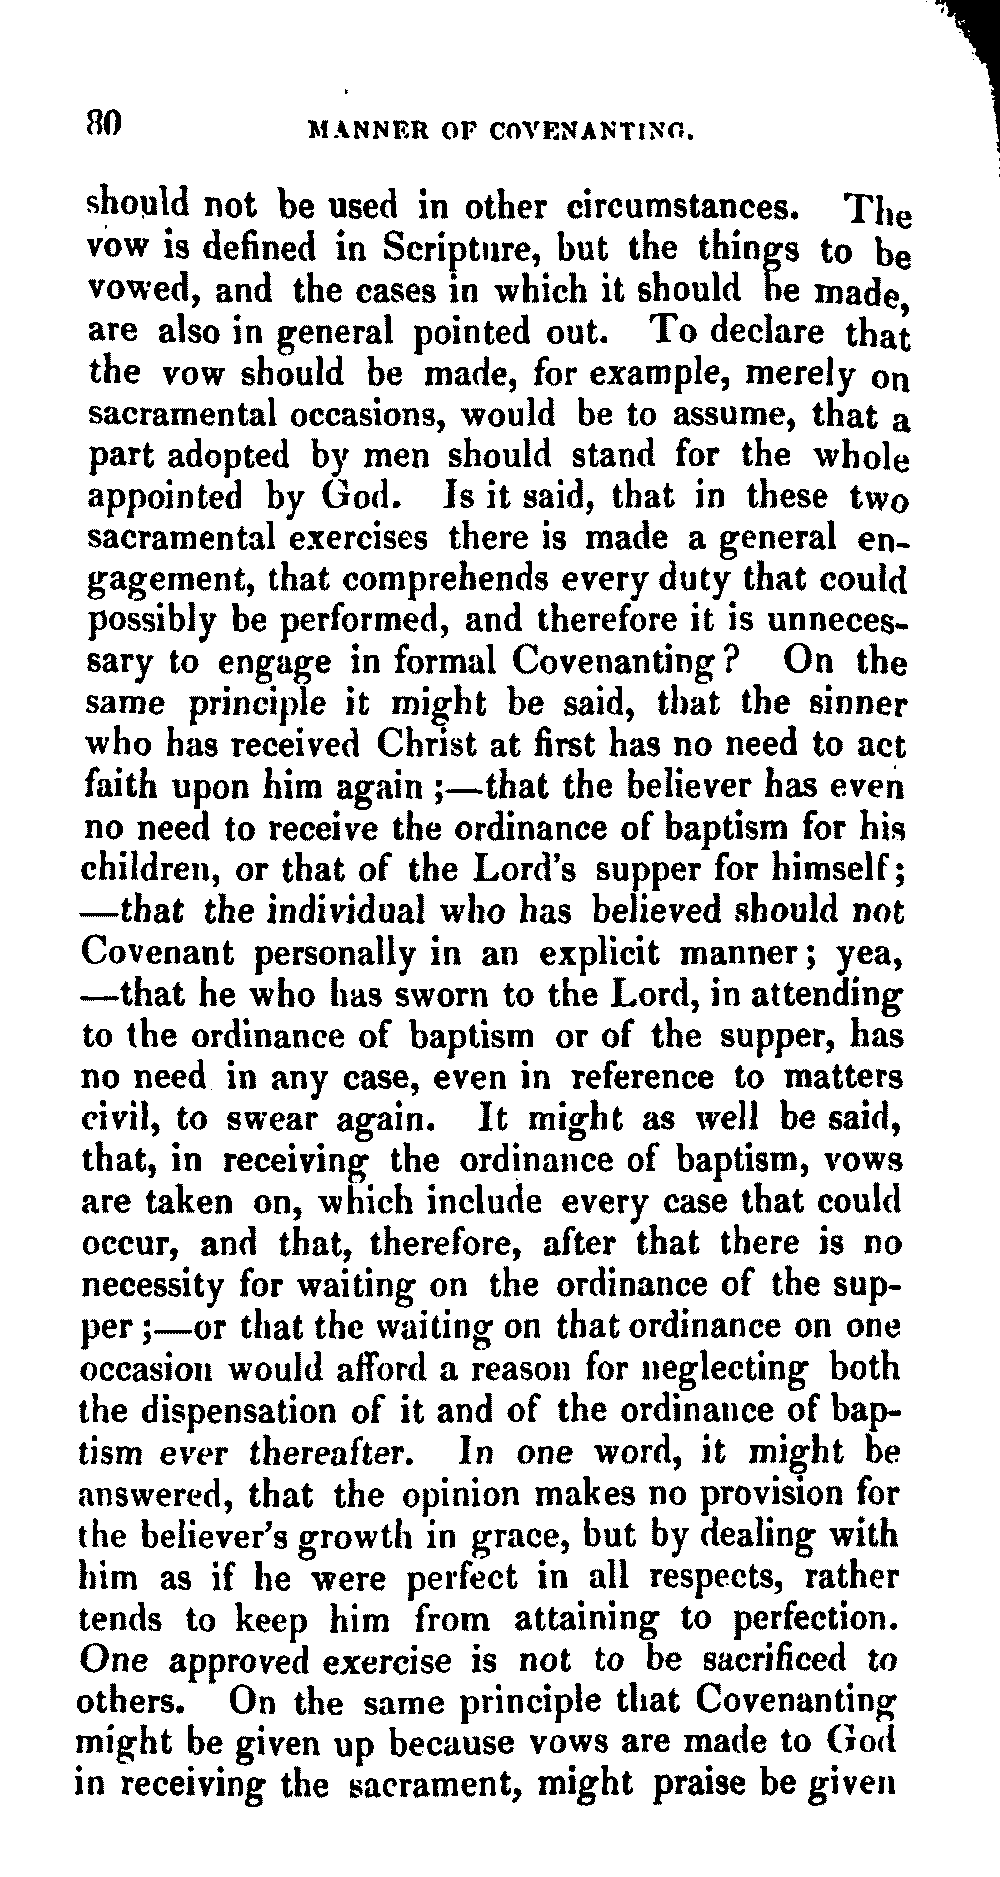 80 MANNER OF COVENANTING.
should not be used in other circumstances. The
vow is defined in Scripture, but the things to be
vowed, and the cases in which it should be made,
are also in general pointed out. To declare that
the vow should be made, for example, merely on
sacramental occasions, would be to assume, that a
part adopted by men should stand for the whole
appointed by God. Is it said, that in these two
sacramental exercises there is made a general en-
gagement, that comprehends every duty that could
possibly be performed, and therefore it is unneces-
sary to engage in formal Covenanting? On the
same principle it might be said, that the sinner
who has received Christ at first has no need to act
faith upon him again ;—that the believer has even
no need to receive the ordinance of baptism for his
children, or that of the Lord's supper for himself;
—that the individual who has believed should not
Covenant personally in an explicit manner; yea,
—that he who has sworn to the Lord, in attending
to the ordinance of baptism or of the supper, has
no need in any case, even in reference to matters
civil, to swear again. It might as well be said,
that, in receiving the ordinance of baptism, vows
are taken on, which include every case that could
occur, and that, therefore, after that there is no
necessity for waiting on the ordinance of the sup-
per ;—or that the waiting on that ordinance on one
occasion would afford a reason for neglecting both
the dispensation of it and of the ordinance of bap-
tism ever thereafter. In one word, it might be
answered, that the opinion makes no provision for
the believer's growth in grace, but by dealing with
him as if he were perfect in all respects, rather
tends to keep him from attaining to perfection.
One approved exercise is not to be sacrificed to
others. On the same principle that Covenanting
might be given up because vows are made to God
in receiving the sacrament, might praise be given